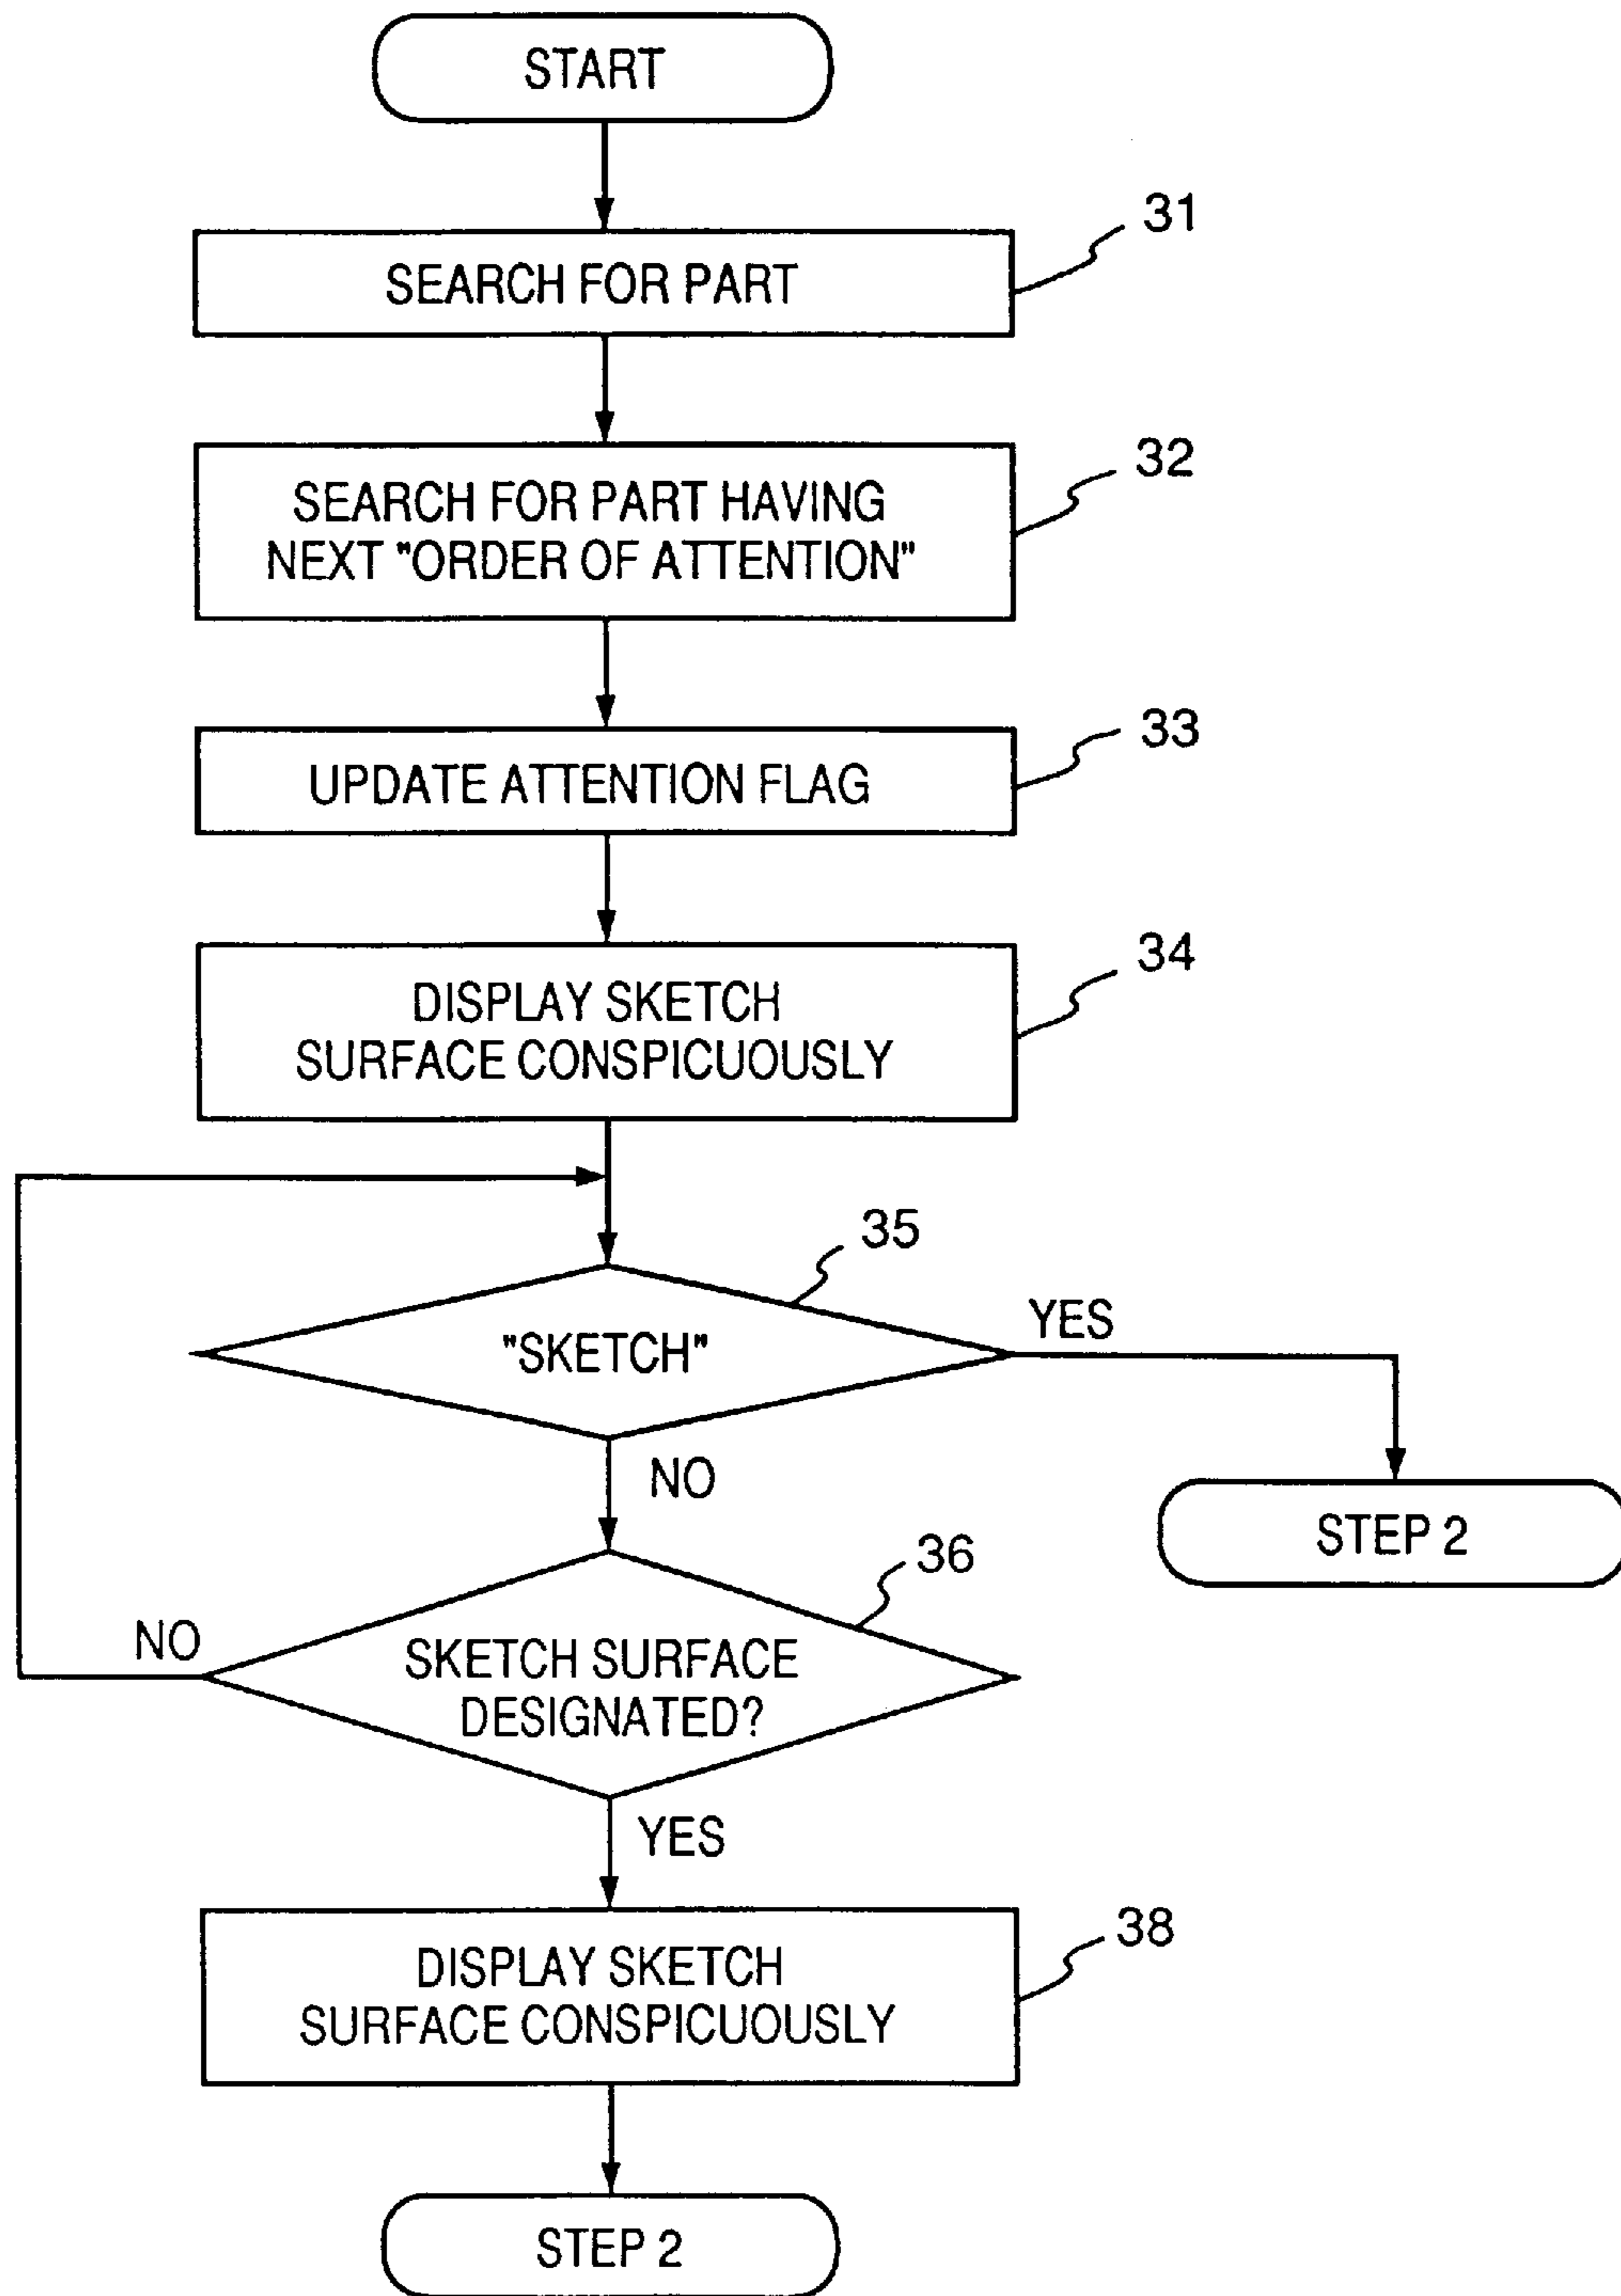 START
31
SEARCH FOR PART
32
SEARCH FOR PART HAVING
NEXT "ORDER OF ATTENTION"
33
UPDATE ATTENTION FLAG
34
DISPLAY SKETCH
SURFACE CONSPICUOUSLY
35
"SKETCH"
YES
NO
STEP 2
36
NO
SKETCH SURFACE
DESIGNATED?
YES
38
DISPLAY SKETCH
SURFACE CONSPICUOUSLY
STEP 2